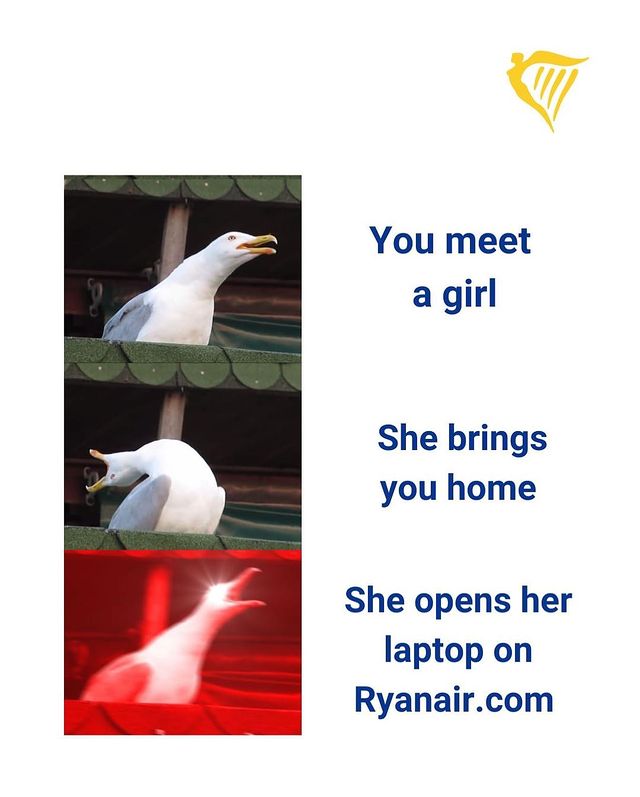 You meet
a girl
She brings
you home
She opens her
laptop on
Ryanair.com